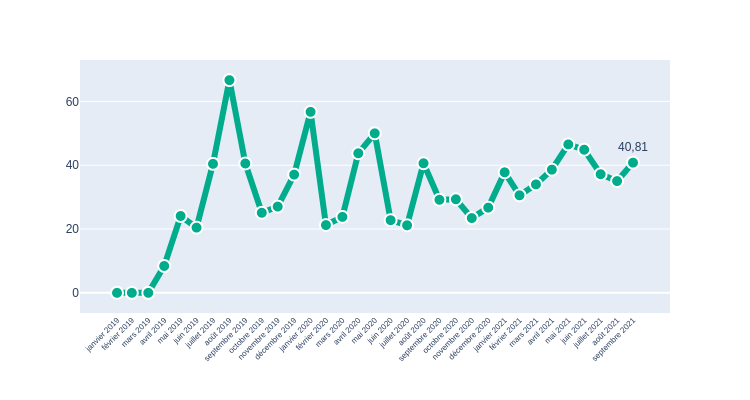 60
40
20
0
40,81
janvier 2019
février 2019
mars 2019
avril 2019
mai 2019
juin 2019
juillet 2019
août 2019
septembre 2019
octobre 2019
novembre 2019
décembre 2019
janvier 2020
février 2020
mars 2020
avril 2020
mai 2020
juin 2020
juillet 2020
août 2020
septembre 2020
octobre 2020
novembre 2020
décembre 2020
janvier 2021
février 2021
mars 2021
avril 2021
mai 2021
juin 2021
juillet 2021
août 2021
septembre 2021